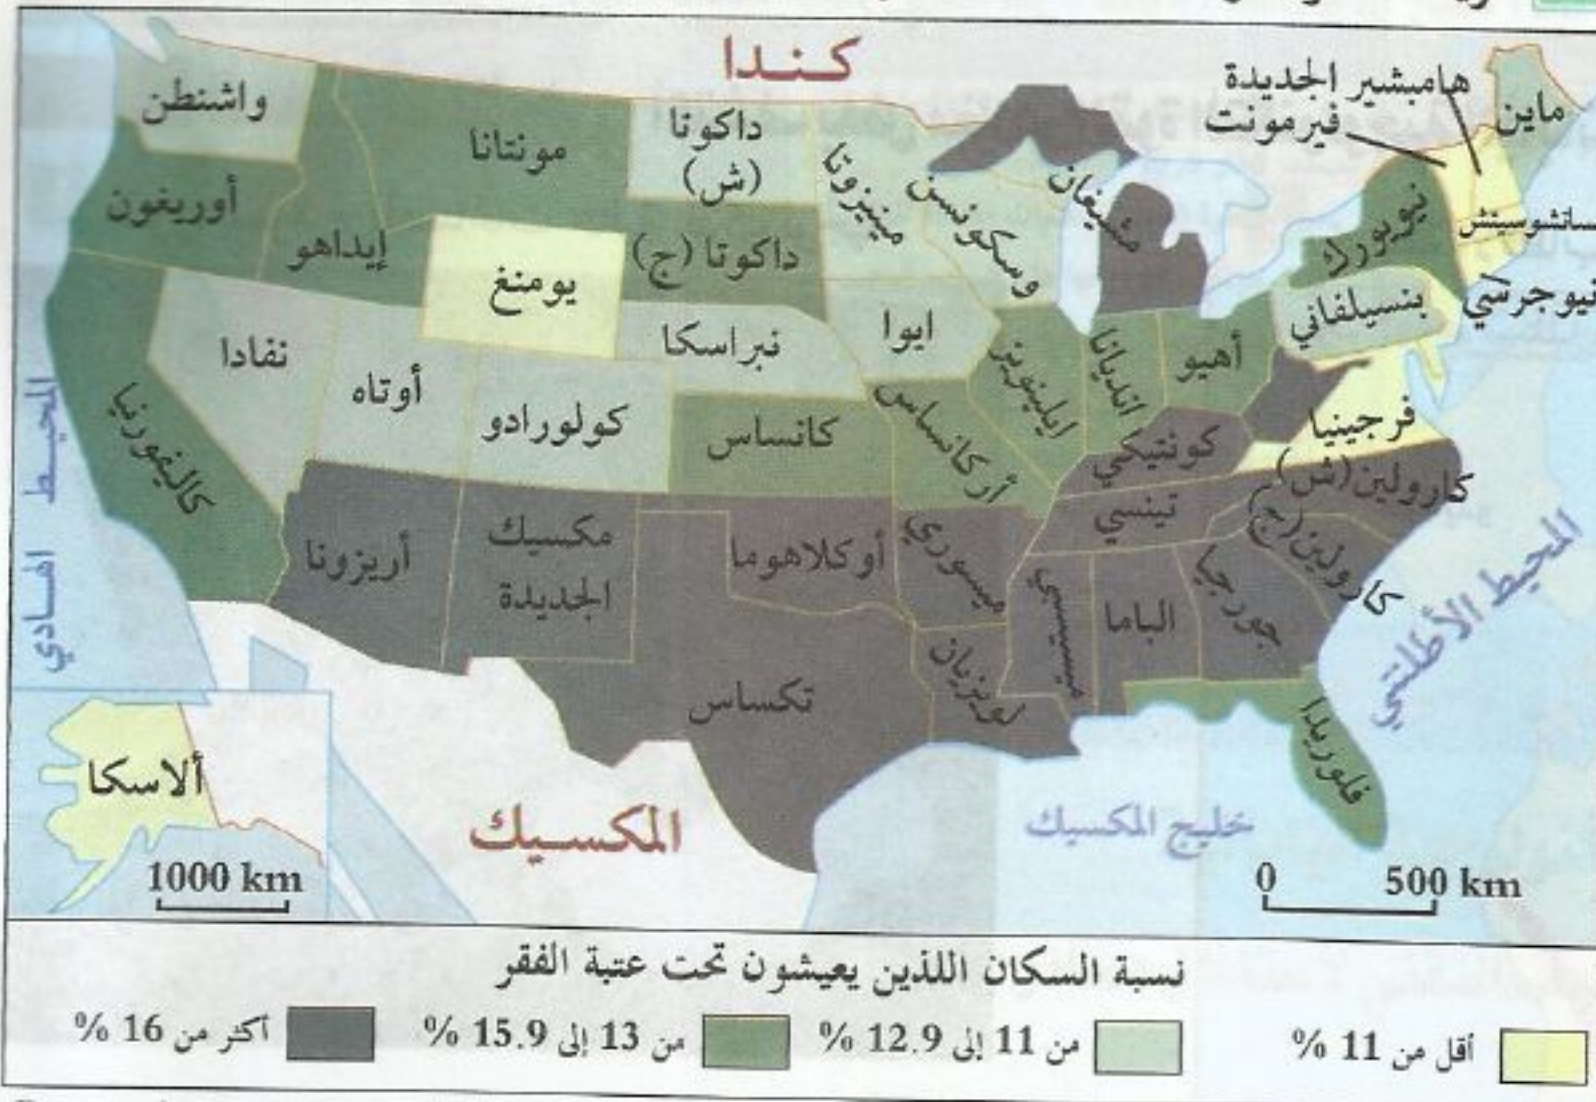 كندا
هامبشير الجديدة
فيرمونت
ماين
واشنطن
مونتانا
داكوتا
(ش)
مينيزوتا
وسكونسن
مشيغان
نيويورك
ساتشوسيتش
أوريغون
إيداهو
يومنغ
داكوتا (ج)
نيوجرسي
بنسيلفاني
نفادا
أوتاه
نبراسكا
ايوا
ايلينويز
انديانا
أهيو
كاليفورنيا
كولورادو
كانساس
أركانساس
كونتيكي
فرجينيا
كارولين (ش)
تينسي
كارولين (ج)
أريزونا
مكسيك
الجديدة
أوكلاهوما
ميسوري
ميسيسبي
الباما
جورجيا
تكساس
لويزيان
فلوريدا
المحيط الهادي
المحيط الأطلنتي
ألاسكا
المكسيك
خليج المكسيك
1000 km
0 500 km
نسبة السكان اللذين يعيشون تحت عتبة الفقر
أقل من 11 % من 11 إلى 12.9 % من 13 إلى 15.9 % أكثر من 16 %